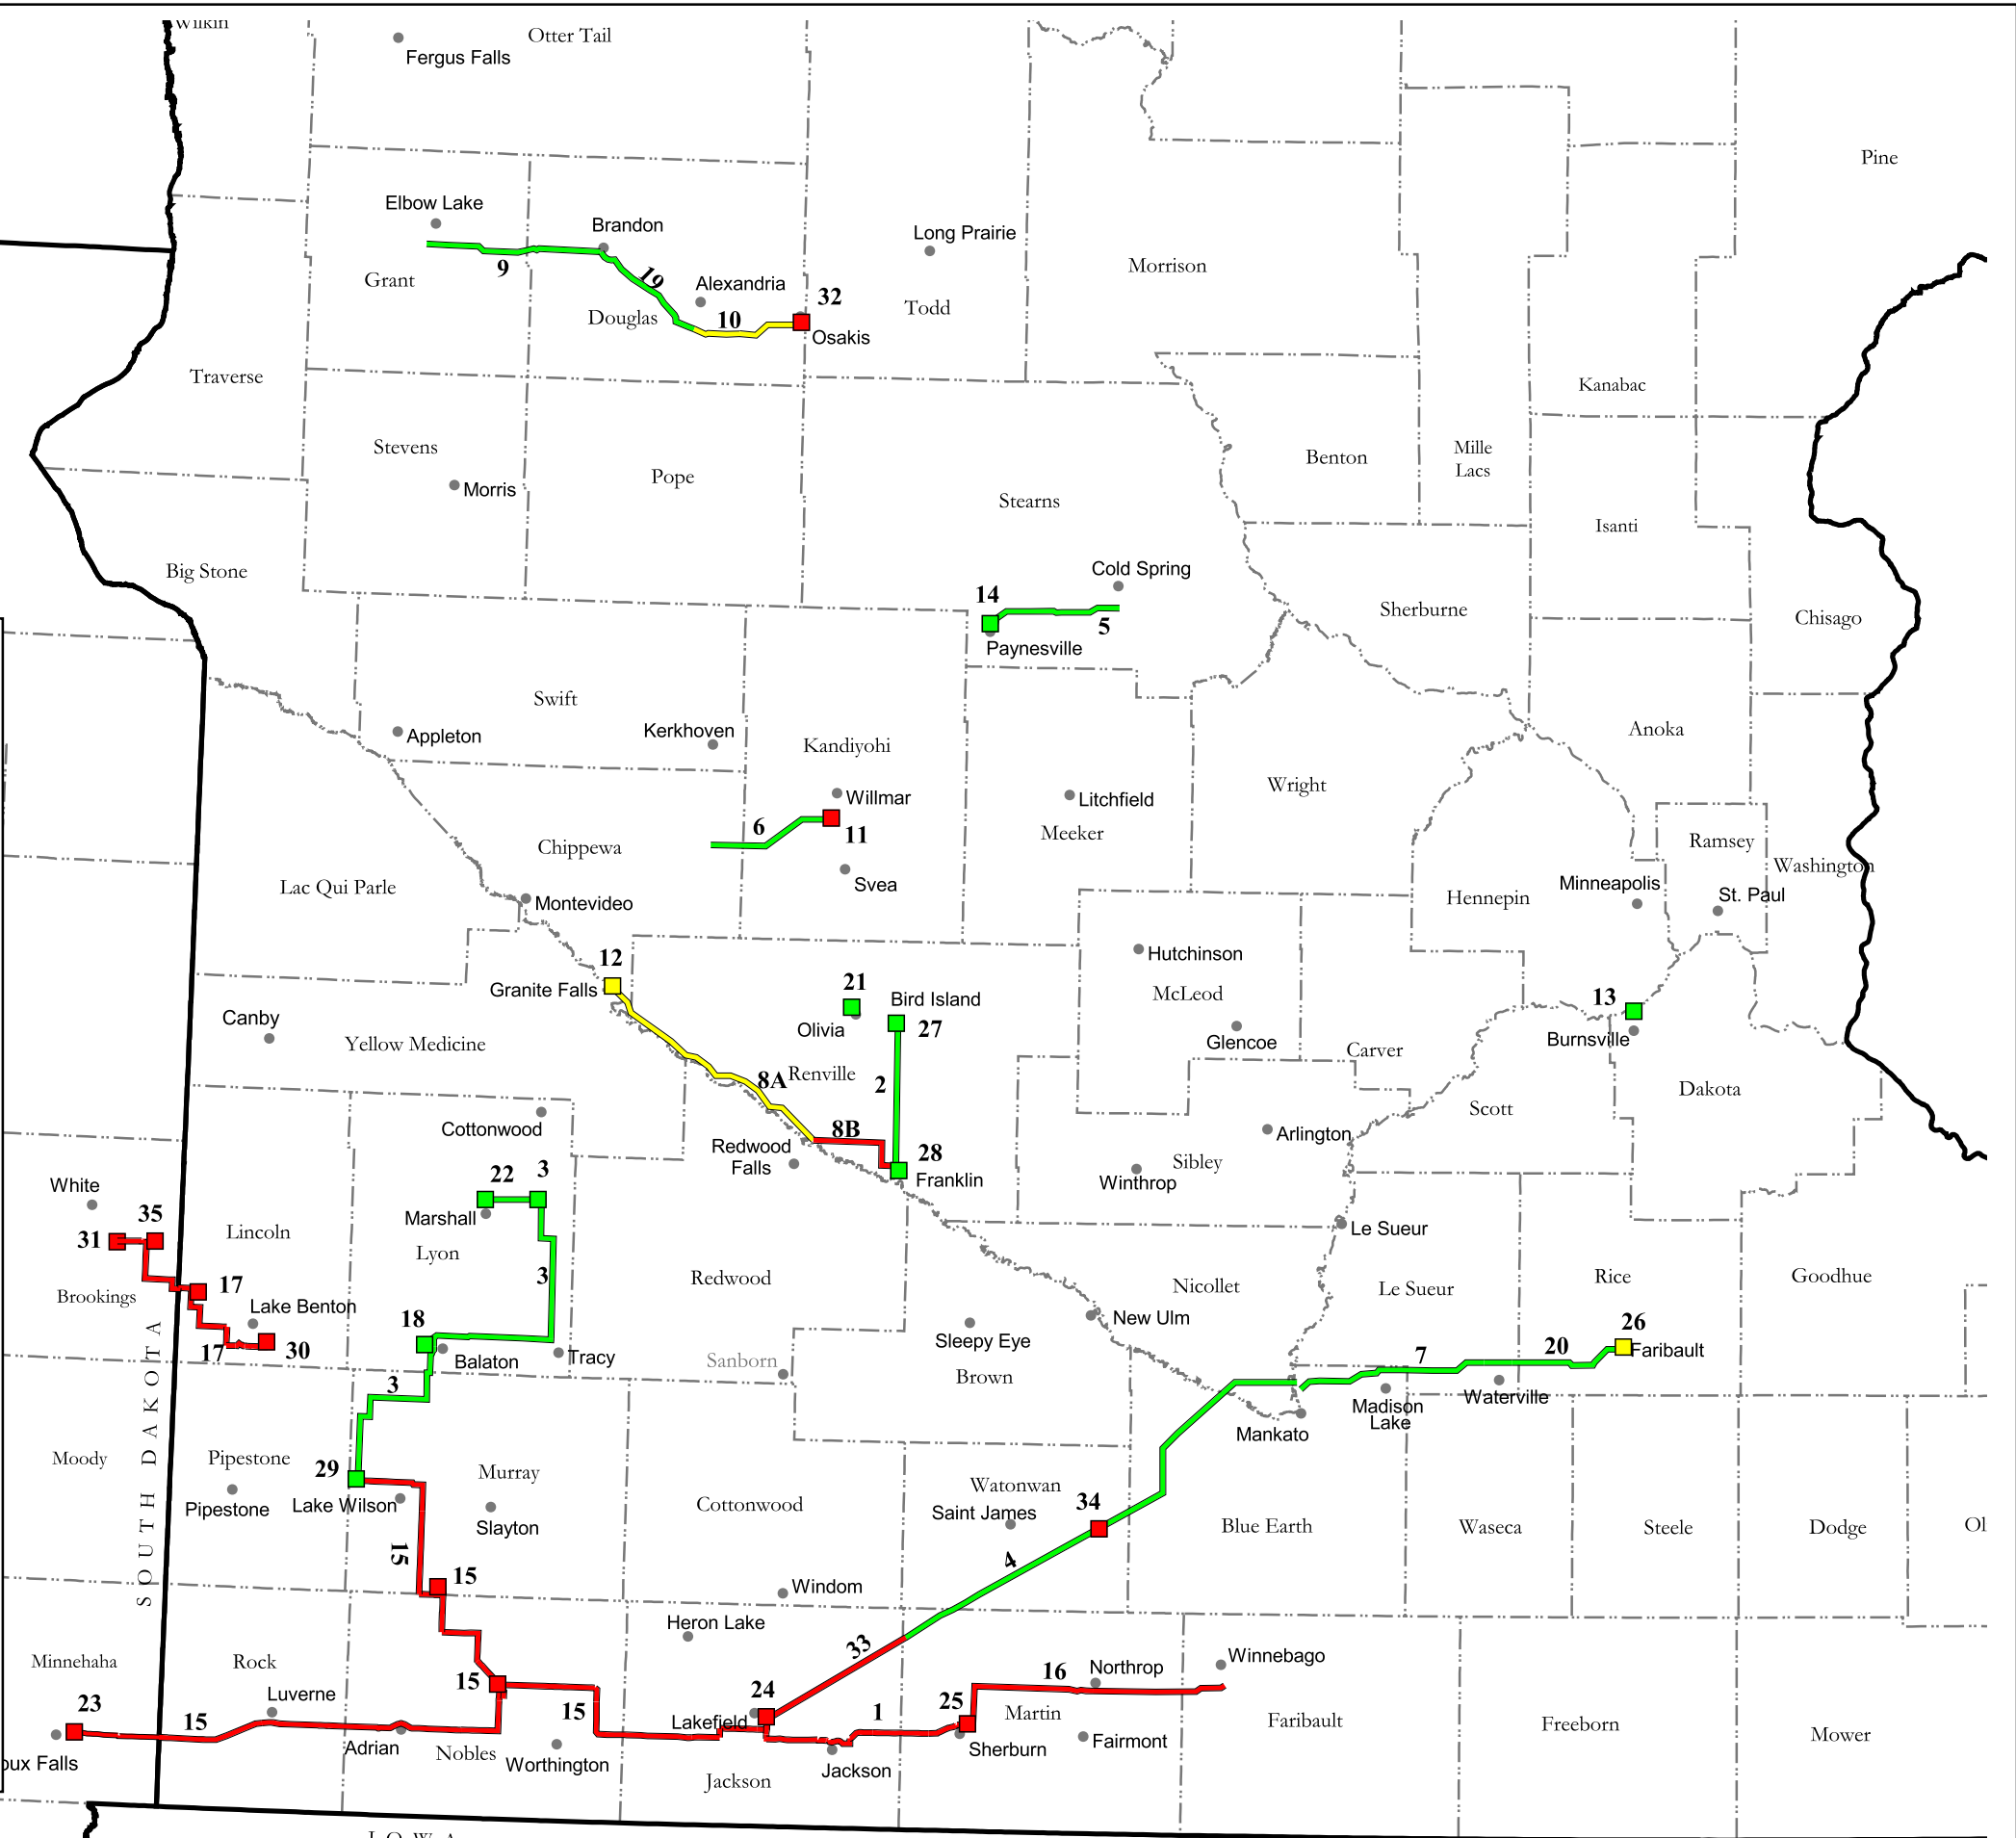 Wilkin
Otter Tail
Fergus Falls
Pine
Elbow Lake
Brandon
Long Prairie
Morrison
9
19
Grant
Alexandria
32
Douglas
10
Todd
Osakis
Traverse
Kanabac
Stevens
Benton
Mille
Lacs
Pope
Morris
Stearns
Isanti
Big Stone
Cold Spring
14
5
Sherburne
Chisago
Paynesville
Swift
Appleton
Kerkhoven
Kandiyohi
Anoka
Wright
Willmar
Litchfield
6
11
Meeker
Chippewa
Ramsey
Washington
Lac Qui Parle
Svea
Minneapolis
St. Paul
Hennepin
Montevideo
12
Hutchinson
Granite Falls
21
Bird Island
McLeod
13
Canby
Olivia
27
Yellow Medicine
Glencoe
Burnsville
Carver
8A
Renville
2
Dakota
Scott
Cottonwood
8B
Redwood
Falls
Arlington
28
Franklin
Sibley
Winthrop
22
3
White
Marshall
35
31
Lincoln
Lyon
Le Sueur
3
Redwood
Nicollet
Le Sueur
Rice
Goodhue
17
Brookings
Lake Benton
18
New Ulm
26
Sleepy Eye
Faribault
17
30
Balaton
Tracy
Sanborn
Brown
7
20
3
Madison
Lake
Waterville
Mankato
SOUTH DAKOTA
Moody
Pipestone
29
Murray
Watonwan
Pipestone
Lake Wilson
Cottonwood
34
Saint James
Slayton
Blue Earth
Waseca
Steele
Dodge
Ol
15
4
15
Windom
Heron Lake
33
Minnehaha
Rock
Winnebago
16
Northrop
15
23
Luverne
24
25
15
15
1
Martin
Lakefield
Faribault
Freeborn
Mower
Adrian
Nobles
Sherburn
Fairmont
oux Falls
Worthington
Jackson
Jackson
I O W A